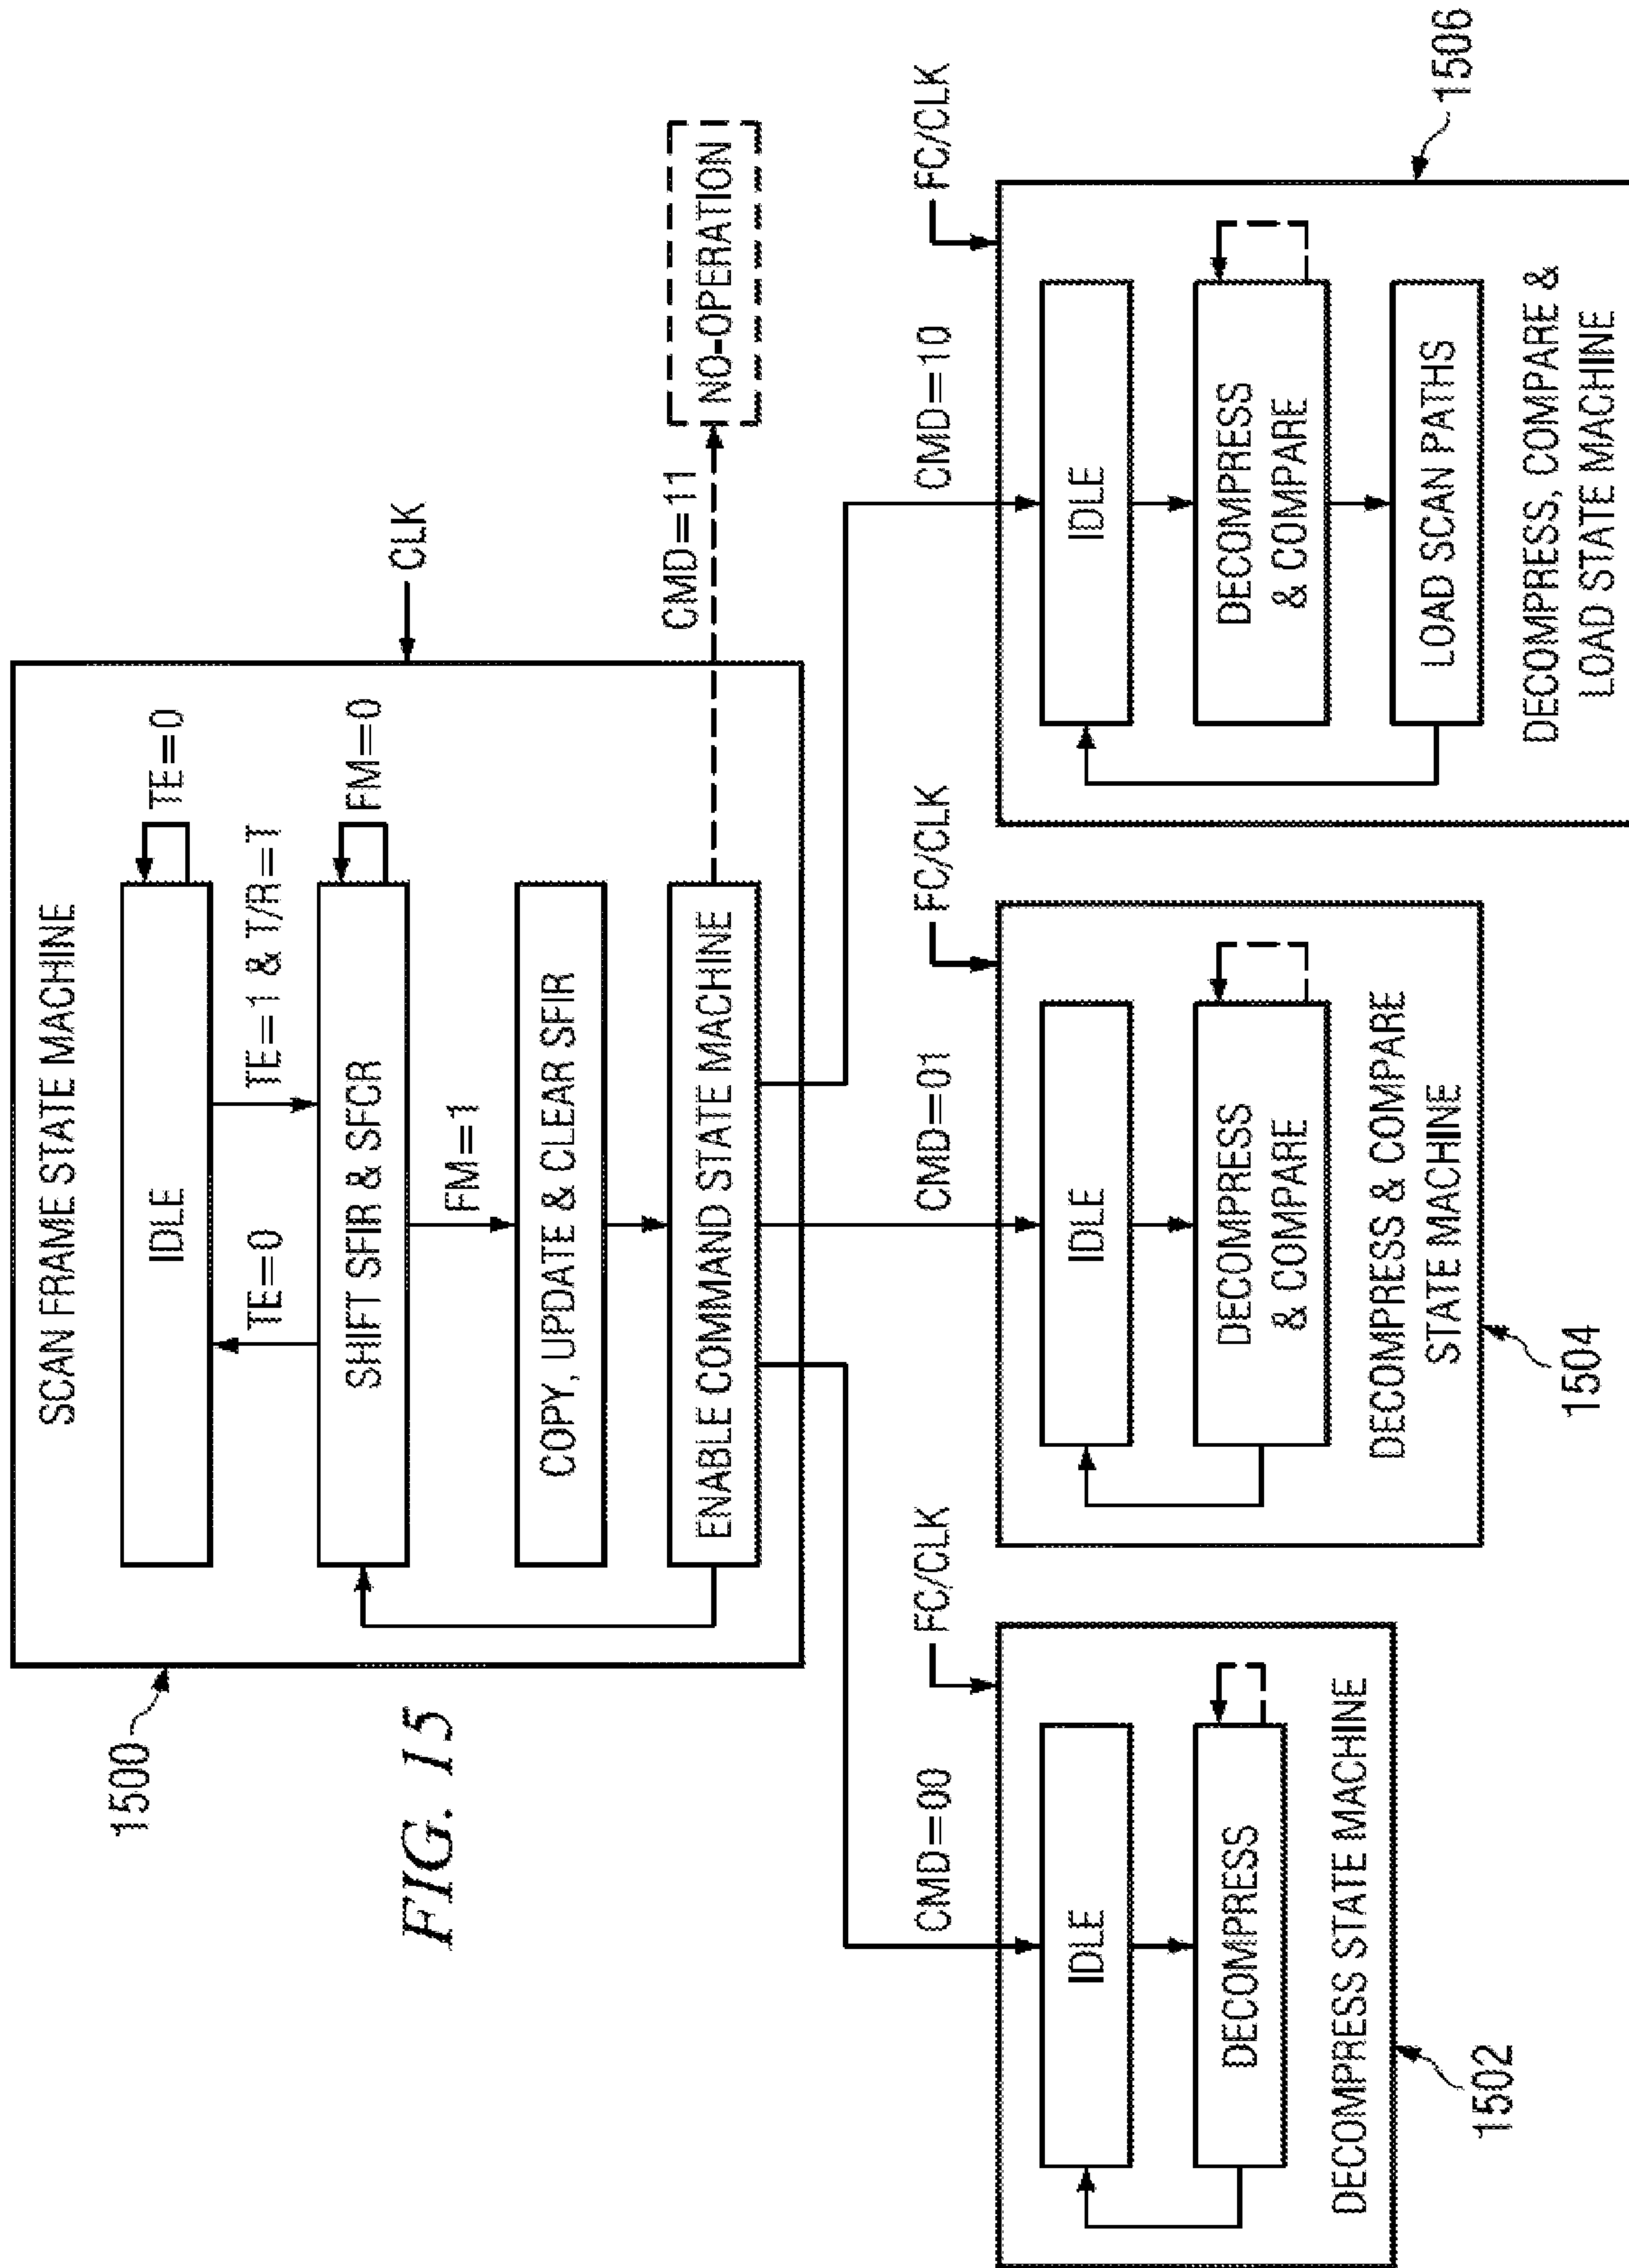 SCAN FRAME STATE MACHINE
1500
IDLE
TE=0
TE=0
TE=1 & T/R=T
SHIFT SFIR & SFCR
FM=0
CLK
FM=1
COPY, UPDATE & CLEAR SFIR
ENABLE COMMAND STATE MACHINE
CMD=11
NO-OPERATION
FIG. 15
CMD=00
FC/CLK
IDLE
DECOMPRESS
DECOMPRESS STATE MACHINE
1502
CMD=01
FC/CLK
IDLE
DECOMPRESS
& COMPARE
DECOMPRESS & COMPARE
STATE MACHINE
1504
CMD=10
FC/CLK
IDLE
DECOMPRESS
& COMPARE
LOAD SCAN PATHS
DECOMPRESS, COMPARE &
LOAD STATE MACHINE
1506